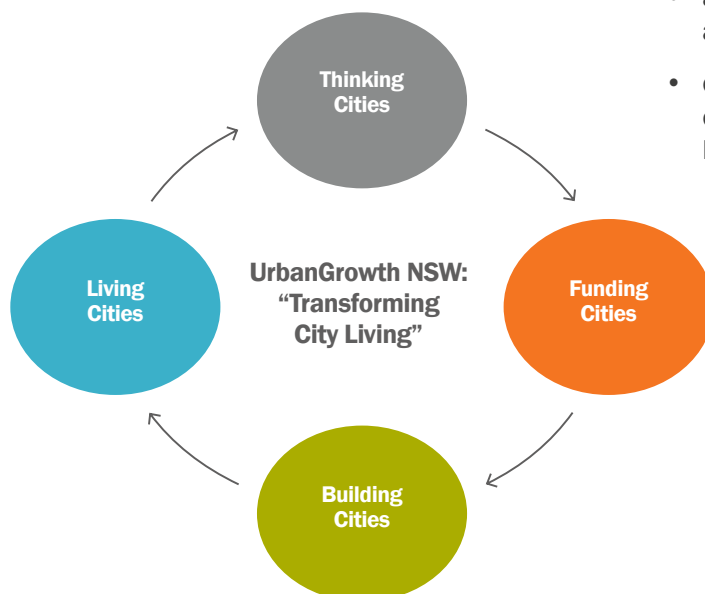 Thinking
Cities
UrbanGrowth NSW:
“Transforming
City Living”
Living
Cities
Funding
Cities
Building
Cities